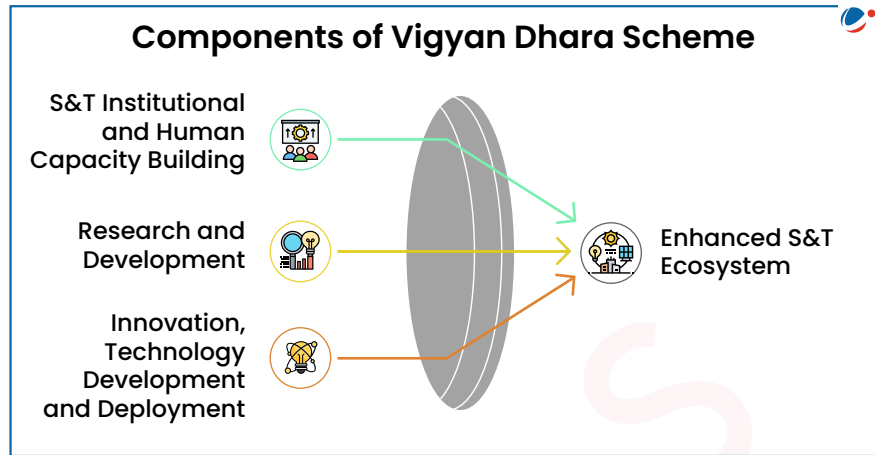 Components of Vigyan Dhara Scheme
S&T Institutional
and Human
Capacity Building
Research and
Development
Innovation,
Technology
Development
and Deployment
Enhanced S&T
Ecosystem